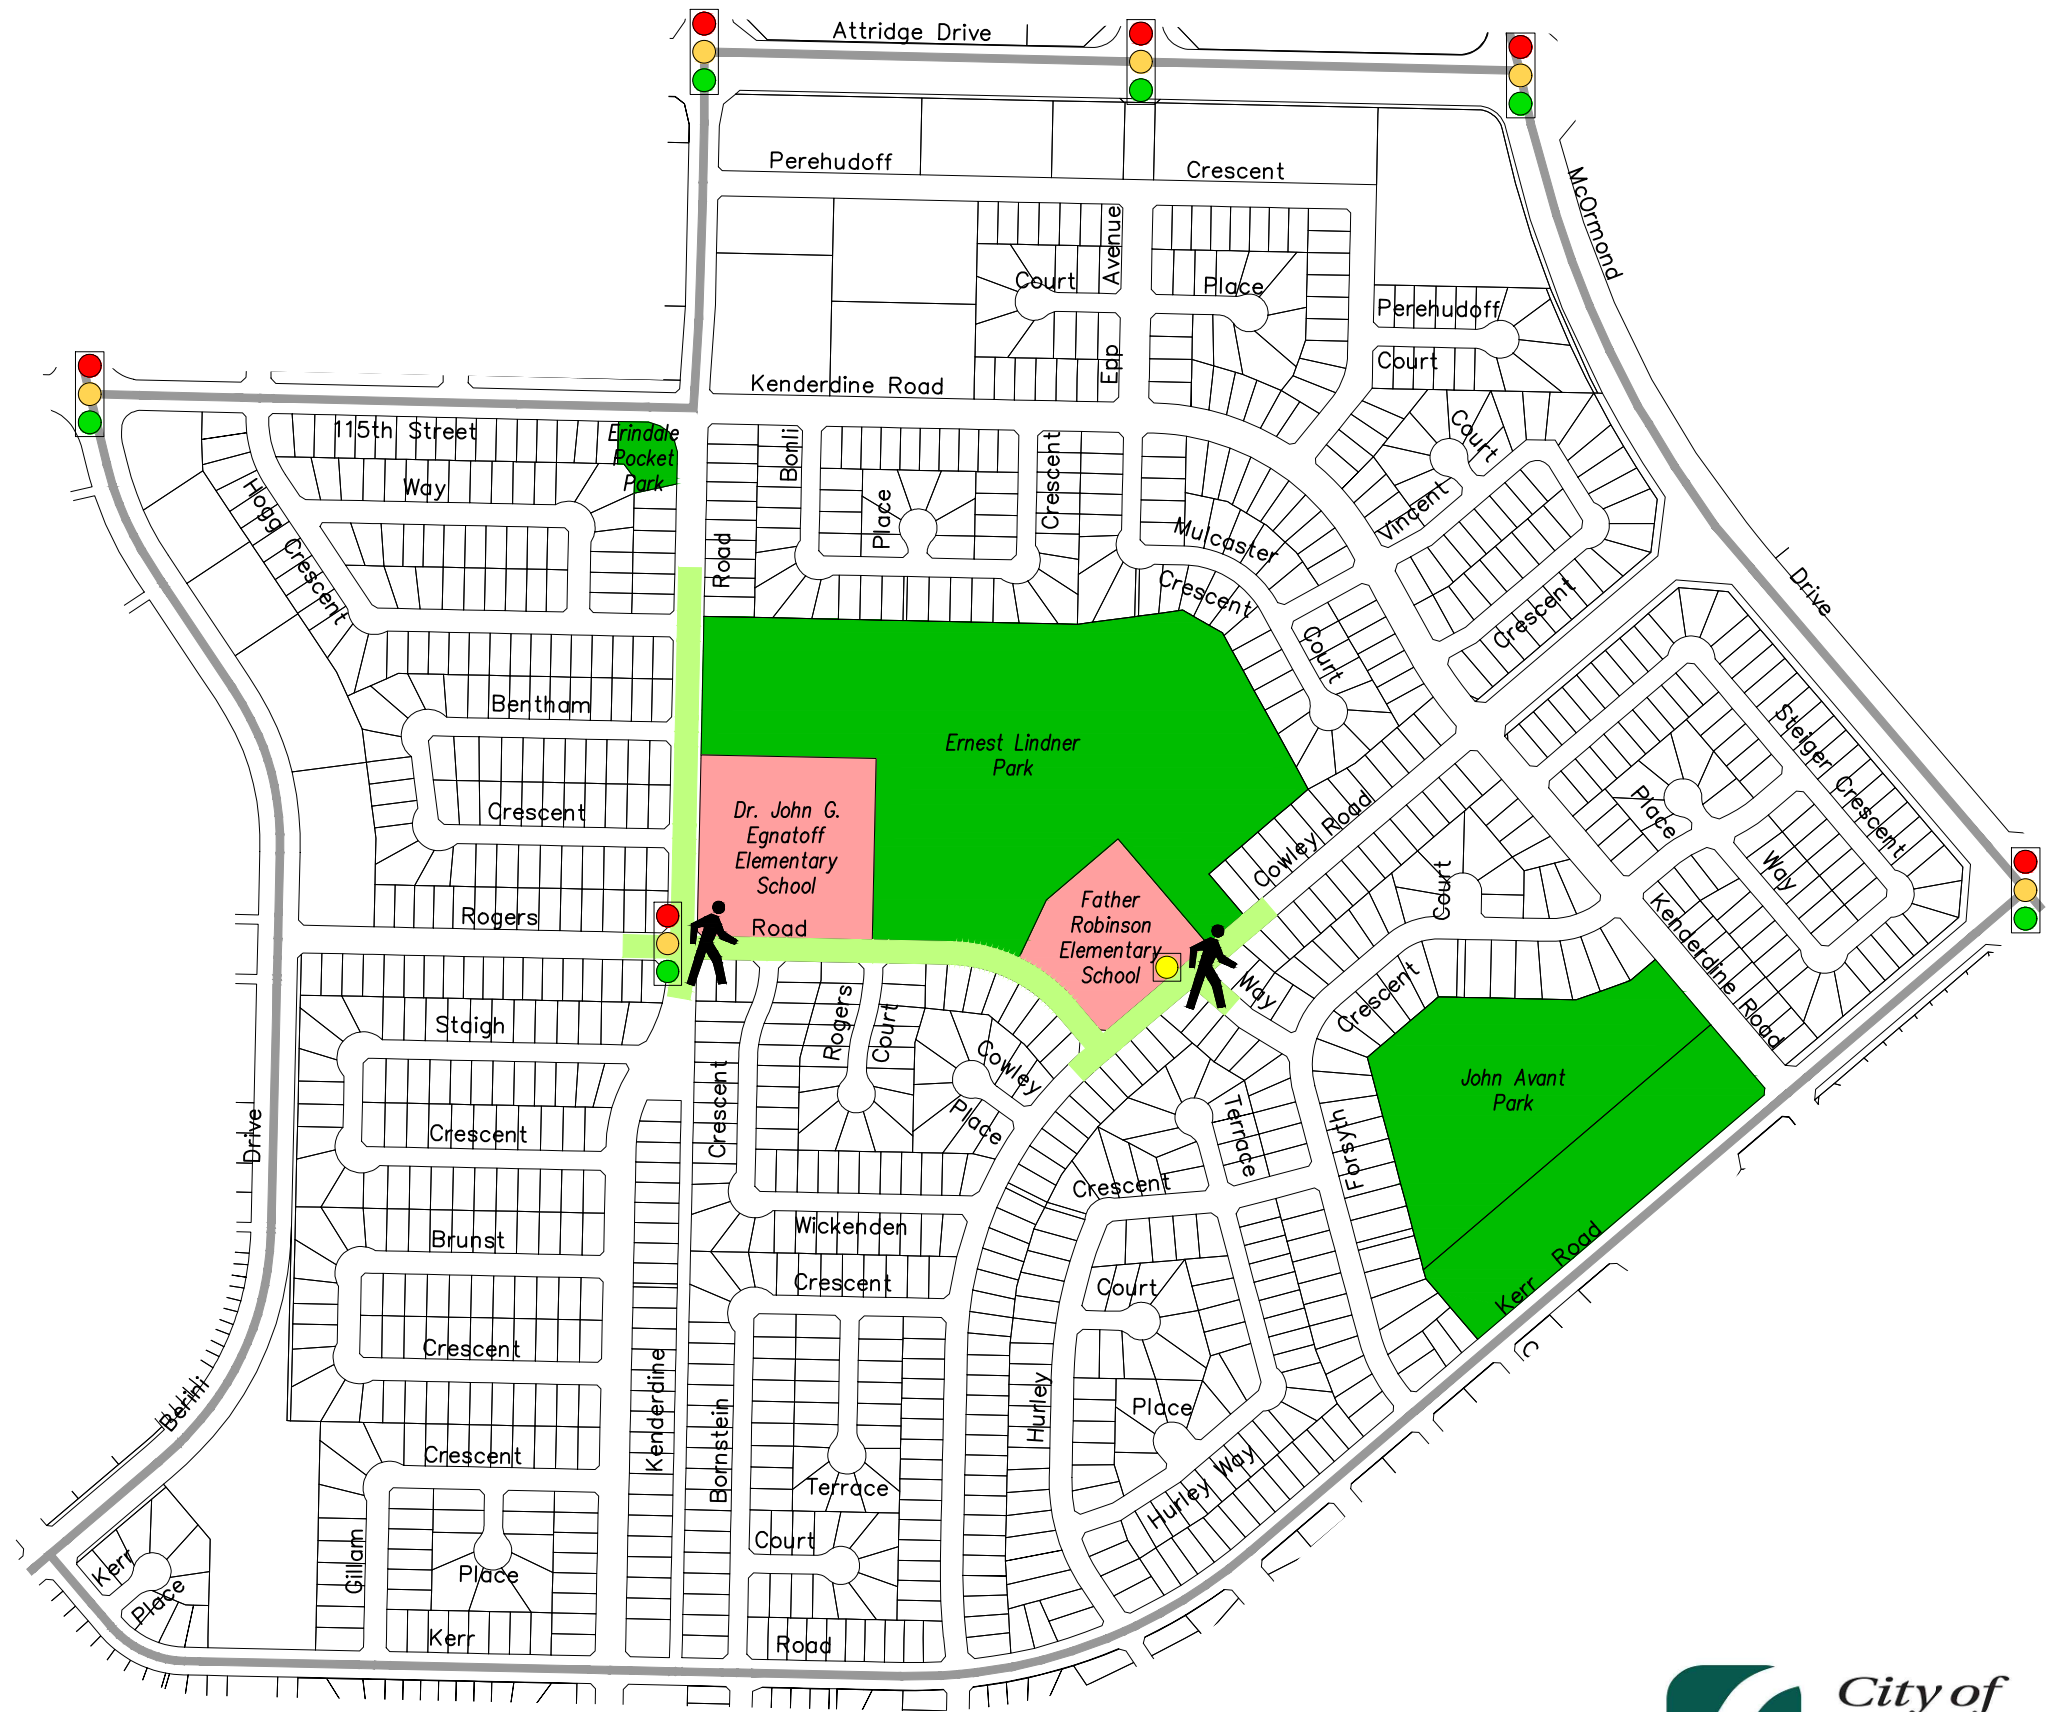 Attridge Drive
Perehudoff
Crescent
McOrmond
Avenue
Court
Place
Perehudoff
Epp
Court
Kenderdine Road
115th Street
Erindale
Pocket
Park
Bonli
Crescent
Court
Way
Hogg
Crescent
Place
Vincent
Road
Mulcaster
Crescent
Drive
Crescent
Court
Bentham
Ernest Lindner
Park
Steiger
Crescent
Crescent
Dr. John G.
Egnatoff
Elementary
School
Cowley Road
Place
Way
Court
Rogers
Road
Father
Robinson
Elementary
School
Kenderdine Road
Way
Crescent
Staigh
Rogers
Court
Cowley
Place
Crescent
John Avant
Park
Crescent
Drive
Terrace
Forsyth
Crescent
Wickenden
Brunst
Crescent
Court
Kerr Road
Crescent
C
Kenderdine
Berini
Bornstein
Hurley
Place
Crescent
Hurley Way
Terrace
Court
Gillam
Kerr
Place
Place
Kerr
Road
City of